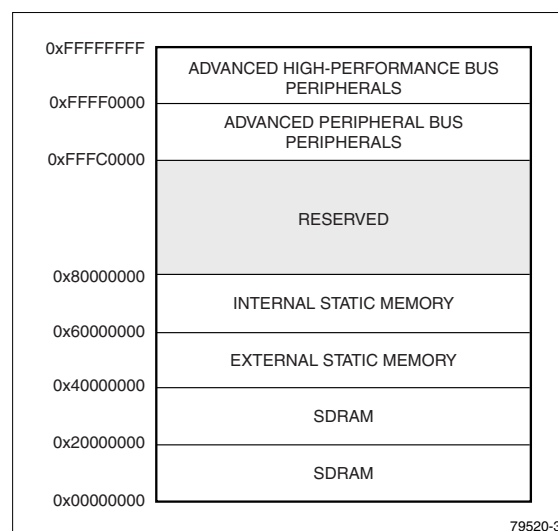 0xFFFFFFFF
ADVANCED HIGH-PERFORMANCE BUS
PERIPHERALS
0xFFFF0000
ADVANCED PERIPHERAL BUS
PERIPHERALS
0xFFFC0000
RESERVED
0x80000000
INTERNAL STATIC MEMORY
0x60000000
EXTERNAL STATIC MEMORY
0x40000000
SDRAM
0x20000000
SDRAM
0x00000000
79520-3